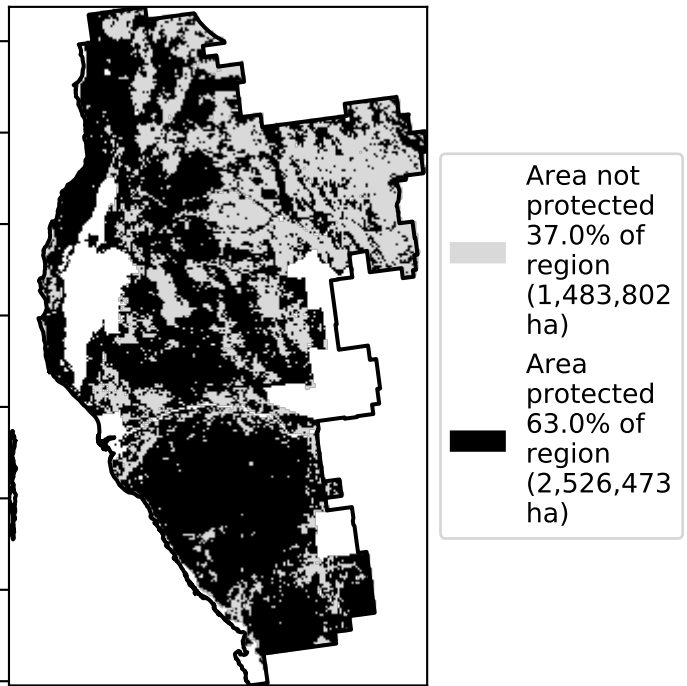 Area not
protected
37.0% of
region
(1,483,802
ha)
Area
protected
63.0% of
region
(2,526,473
ha)